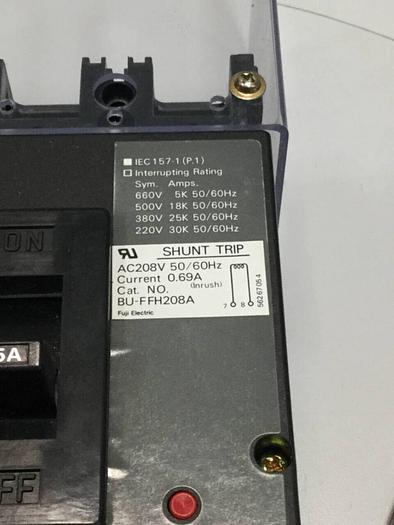 ■ IEC 157-1 (P.1)
□ Interrupting Rating
Sym. Amps.
660V 5K 50/60Hz
500V 18K 50/60Hz
380V 25K 50/60Hz
220V 30K 50/60Hz
ON
SHUNT TRIP
AC208V 50/60Hz
Current 0.69A
(Inrush)
Cat. NO.
BU-FFH208A
Fuji Electric
7 8
5626705 4
5A
FF